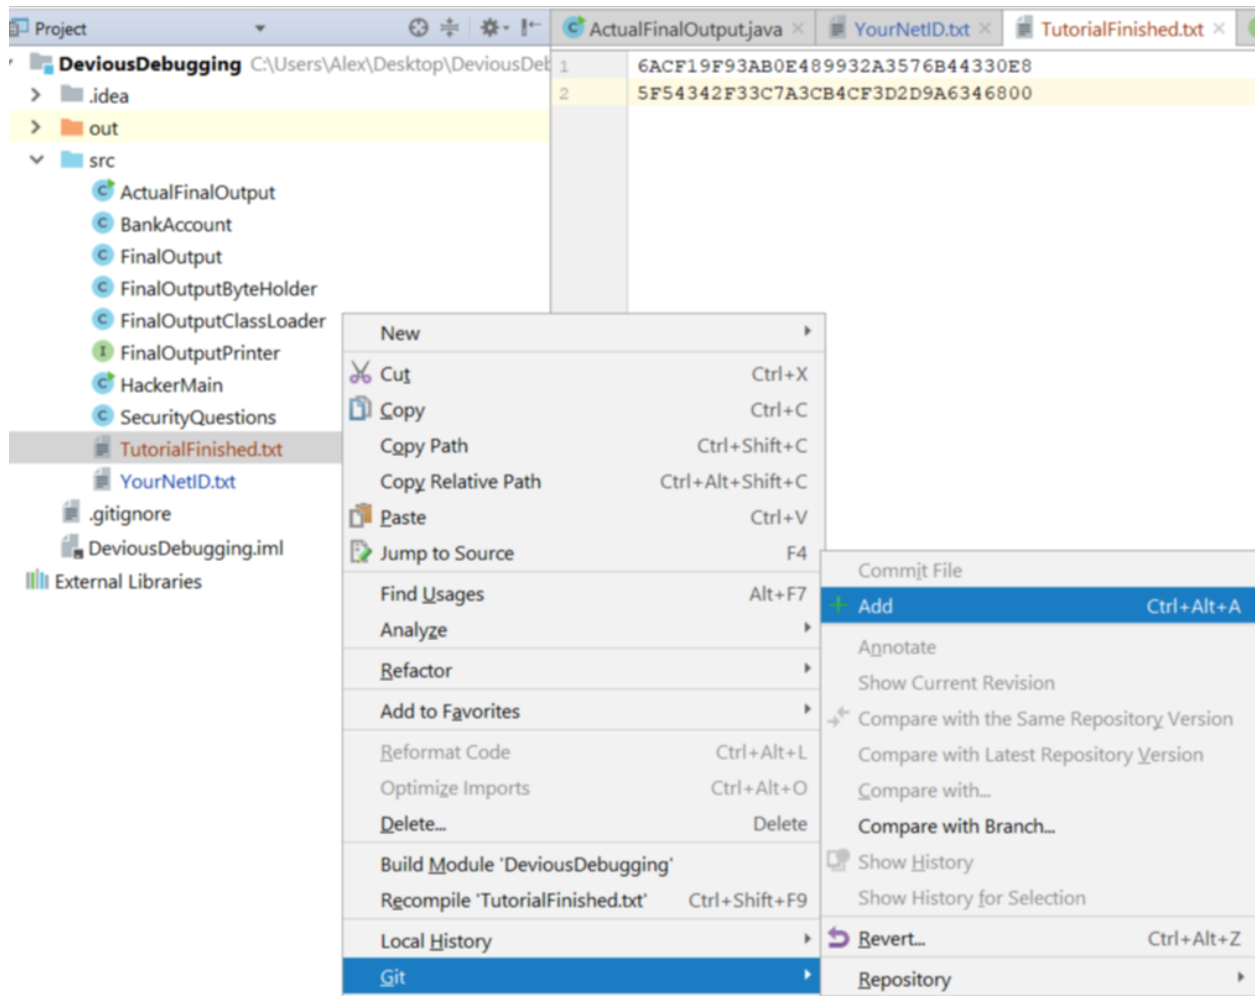 Project
ActualFinalOutput.java
YourNetID.txt
TutorialFinished.txt
DeviousDebugging C:\Users\Alex\Desktop\DeviousDeb
.idea
out
src
ActualFinalOutput
BankAccount
FinalOutput
FinalOutputByteHolder
FinalOutputClassLoader
FinalOutputPrinter
HackerMain
SecurityQuestions
TutorialFinished.txt
YourNetID.txt
.gitignore
DeviousDebugging.iml
External Libraries
1 6ACF19F93AB0E489932A3576B44330E8
2 5F54342F33C7A3CB4CF3D2D9A6346800
New
Cut Ctrl+X
Copy Ctrl+C
Copy Path Ctrl+Shift+C
Copy Relative Path Ctrl+Alt+Shift+C
Paste Ctrl+V
Jump to Source F4
Find Usages Alt+F7
Analyze
Refactor
Add to Favorites
Reformat Code Ctrl+Alt+L
Optimize Imports Ctrl+Alt+O
Delete... Delete
Build Module 'DeviousDebugging'
Recompile 'TutorialFinished.txt' Ctrl+Shift+F9
Local History
Git
Commit File
Add Ctrl+Alt+A
Annotate
Show Current Revision
Compare with the Same Repository Version
Compare with Latest Repository Version
Compare with...
Compare with Branch...
Show History
Show History for Selection
Revert... Ctrl+Alt+Z
Repository